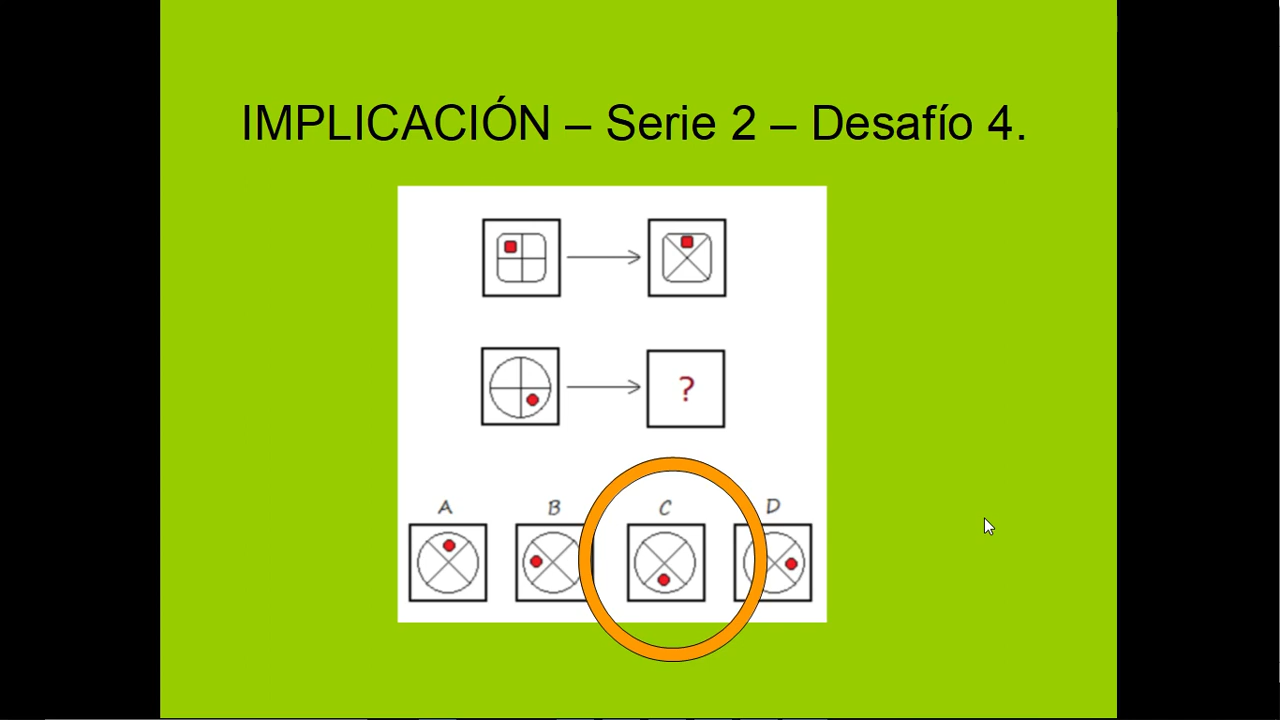 IMPLICACIÓN – Serie 2 – Desafío 4.
?
A B C D